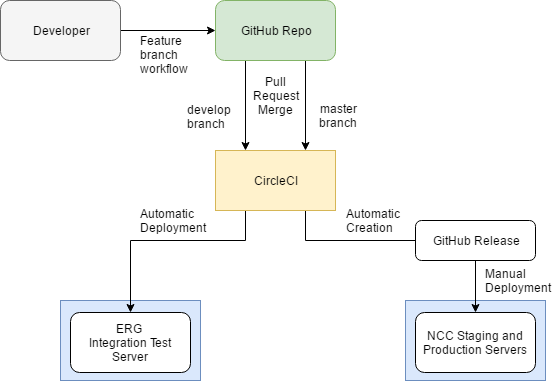 Developer
GitHub Repo
Feature
branch
workflow
Pull
Request
Merge
develop
branch
master
branch
CircleCI
Automatic
Deployment
Automatic
Creation
GitHub Release
Manual
Deployment
ERG
Integration Test
Server
NCC Staging and
Production Servers